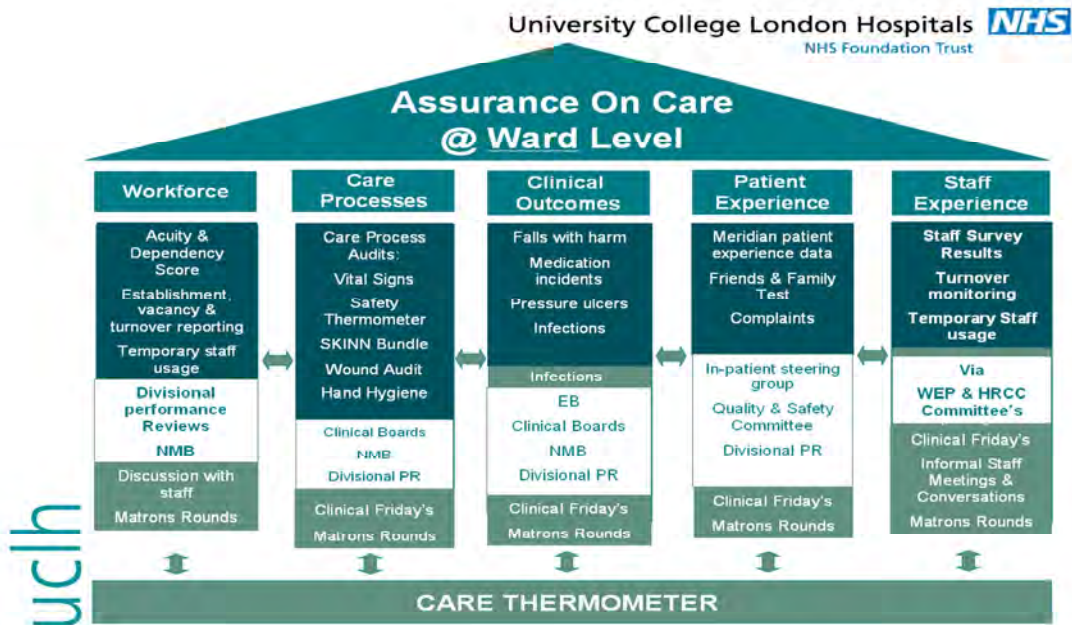 University College London Hospitals NHS
NHS Foundation Trust
Assurance On Care
@ Ward Level
Workforce
Acuity &
Dependency
Score
Establishment,
vacancy &
turnover reporting
Temporary staff
usage
Divisional
performance
Reviews
NMB
Discussion with
staff
Matrons Rounds
Care
Processes
Care Process
Audits:
Vital Signs
Safety
Thermometer
SKINN Bundle
Wound Audit
Hand Hygiene
Clinical Boards
NMB
Divisional PR
Clinical Friday's
Matrons Rounds
Clinical
Outcomes
Falls with harm
Medication
incidents
Pressure ulcers
Infections
Infections
EB
Clinical Boards
NMB
Divisional PR
Clinical Friday's
Matrons Rounds
Patient
Experience
Meridian patient
experience data
Friends & Family
Test
Complaints
In-patient steering
group
Quality & Safety
Committee
Divisional PR
Clinical Friday's
Matrons Rounds
Staff
Experience
Staff Survey
Results
Turnover
monitoring
Temporary Staff
usage
Via
WEP & HRCC
Committee's
Clinical Friday's
Informal Staff
Meetings &
Conversations
Matrons Rounds
CARE THERMOMETER
uclh